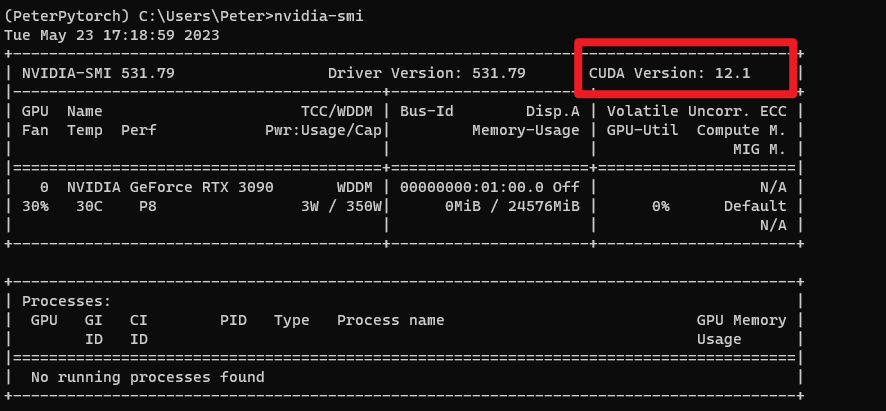 (PeterPytorch) C:\Users\Peter>nvidia-smi
Tue May 23 17:18:59 2023
+-----------------------------------------------------------------------------------------+
| NVIDIA-SMI 531.79                 Driver Version: 531.79       CUDA Version: 12.1     |
|-----------------------------------------+----------------------+----------------------+
| GPU  Name                      TCC/WDDM | Bus-Id        Disp.A | Volatile Uncorr. ECC |
| Fan  Temp  Perf            Pwr:Usage/Cap|         Memory-Usage | GPU-Util  Compute M. |
|                                         |                      |               MIG M. |
|=========================================+======================+======================|
|   0  NVIDIA GeForce RTX 3090       WDDM | 00000000:01:00.0 Off |                  N/A |
| 30%   30C    P8                3W / 350W|      0MiB / 24576MiB |      0%      Default |
|                                         |                      |                  N/A |
+-----------------------------------------+----------------------+----------------------+
+---------------------------------------------------------------------------------------+
| Processes:                                                                            |
|  GPU   GI   CI        PID   Type   Process name                            GPU Memory |
|        ID   ID                                                             Usage      |
|=======================================================================================|
|  No running processes found                                                           |
+---------------------------------------------------------------------------------------+